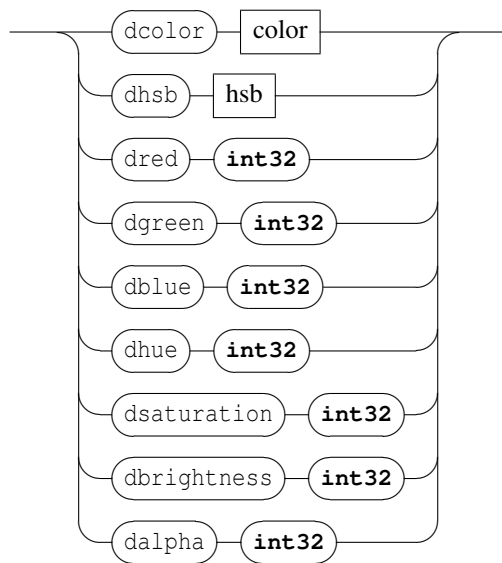 dcolor color
dhsb hsb
dred int32
dgreen int32
dblue int32
dhue int32
dsaturation int32
dbrightness int32
dalpha int32